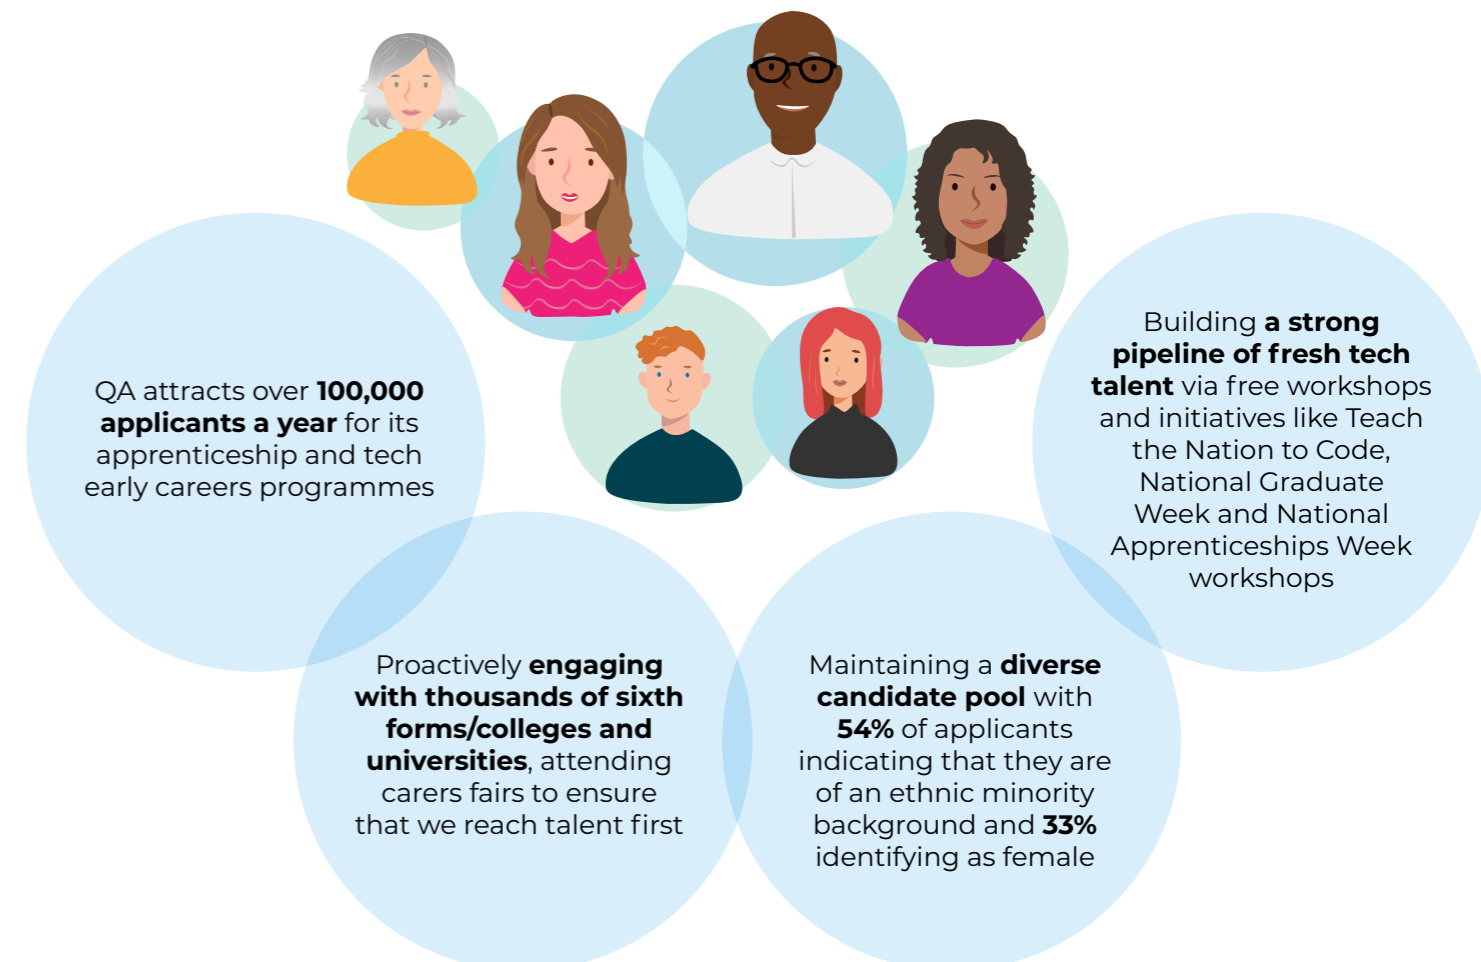 QA attracts over 100,000
applicants a year for its
apprenticeship and tech
early careers programmes
Proactively engaging
with thousands of sixth
forms/colleges and
universities, attending
carers fairs to ensure
that we reach talent first
Maintaining a diverse
candidate pool with
54% of applicants
indicating that they are
of an ethnic minority
background and 33%
identifying as female
Building a strong
pipeline of fresh tech
talent via free workshops
and initiatives like Teach
the Nation to Code,
National Graduate
Week and National
Apprenticeships Week
workshops